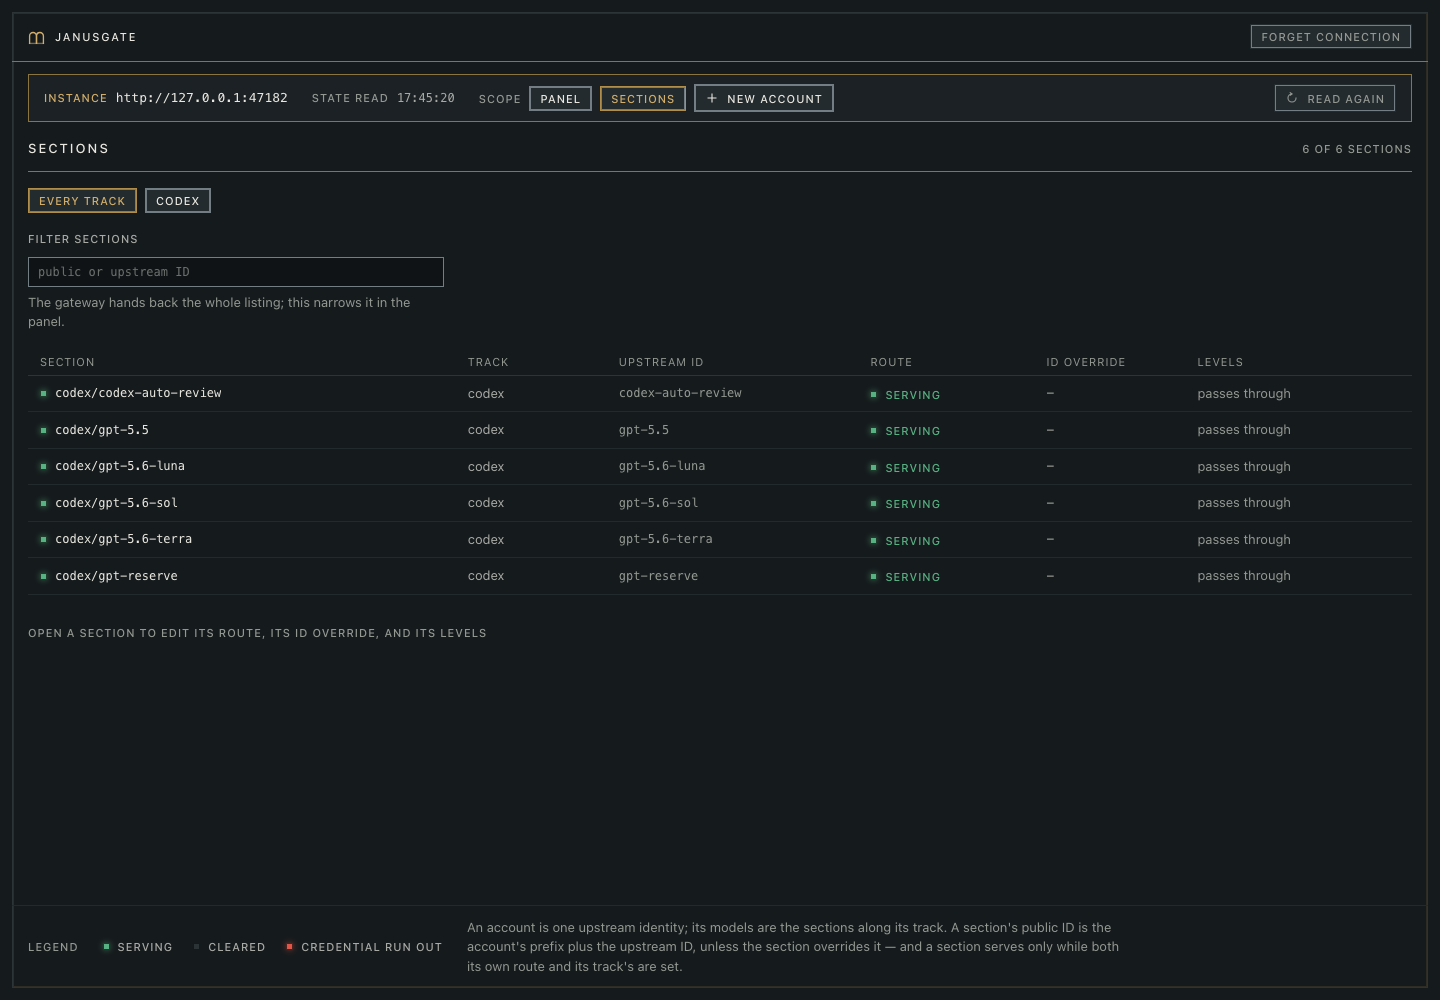 JANUSGATE
FORGET CONNECTION
INSTANCE http://127.0.0.1:47182 STATE READ 17:45:20 SCOPE PANEL SECTIONS + NEW ACCOUNT READ AGAIN
SECTIONS
6 OF 6 SECTIONS
EVERY TRACK CODEX
FILTER SECTIONS
public or upstream ID
The gateway hands back the whole listing; this narrows it in the
panel.
SECTION TRACK UPSTREAM ID ROUTE ID OVERRIDE LEVELS
codex/codex-auto-review codex codex-auto-review SERVING — passes through
codex/gpt-5.5 codex gpt-5.5 SERVING — passes through
codex/gpt-5.6-luna codex gpt-5.6-luna SERVING — passes through
codex/gpt-5.6-sol codex gpt-5.6-sol SERVING — passes through
codex/gpt-5.6-terra codex gpt-5.6-terra SERVING — passes through
codex/gpt-reserve codex gpt-reserve SERVING — passes through
OPEN A SECTION TO EDIT ITS ROUTE, ITS ID OVERRIDE, AND ITS LEVELS
LEGEND SERVING CLEARED CREDENTIAL RUN OUT
An account is one upstream identity; its models are the sections along its track. A section's public ID is the
account's prefix plus the upstream ID, unless the section overrides it — and a section serves only while both
its own route and its track's are set.